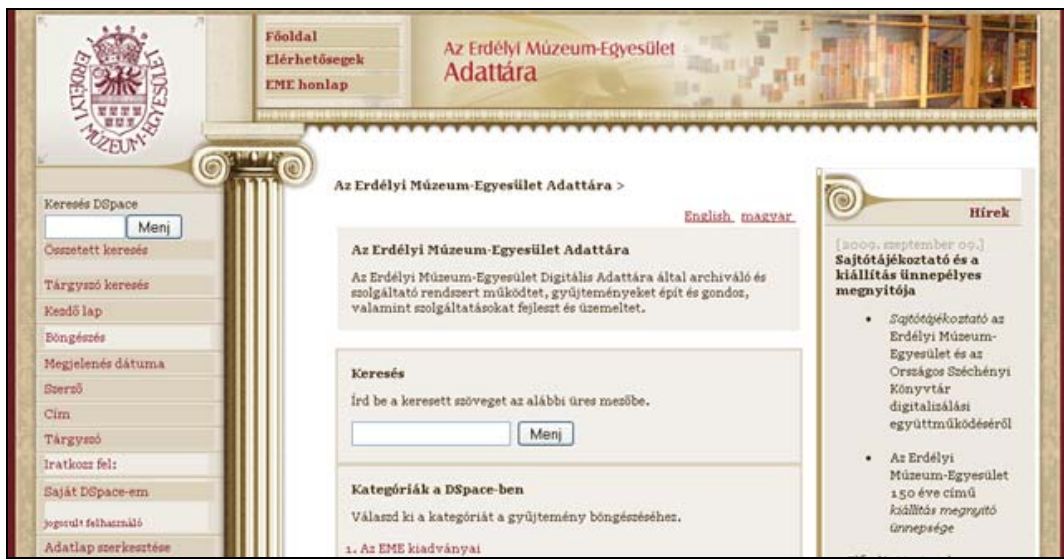 ERDÉLYI MÚZEUM-EGYESÜLET
Főoldal
Elérhetősegek
EME honlap
Az Erdélyi Múzeum-Egyesület
Adattára
Keresés DSpace
Menj
Összetett keresés
Tárgyszó keresés
Kezdő lap
Böngészés
Megjelenés dátuma
Szerző
Cím
Tárgyszó
Iratkozz fel:
Saját DSpace-em
jogosult felhasználó
Adatlap szerkesztése
Az Erdélyi Múzeum-Egyesület Adattára >
English magyar
Az Erdélyi Múzeum-Egyesület Adattára
Az Erdélyi Múzeum-Egyesület Digitális Adattára által archiváló és
szolgáltató rendszert működtet, gyűjteményeket épít és gondoz,
valamint szolgáltatásokat fejleszt és üzemeltet.
Keresés
Írd be a keresett szöveget az alábbi üres mezőbe.
Menj
Kategóriák a DSpace-ben
Válaszd ki a kategóriát a gyűjtemény böngészéséhez.
1. Az EME kiadványai
Hírek
[2009. szeptember 09.]
Sajtótájékoztató és a
kiállítás ünnepélyes
megnyitója
• Sajtótájékoztató az
Erdélyi Múzeum-
Egyesület és az
Országos Széchényi
Könyvtár
digitalizálási
együttműködéséről
• Az Erdélyi
Múzeum-Egyesület
150 éve című
kiállítás megnyitó
ünnepsége